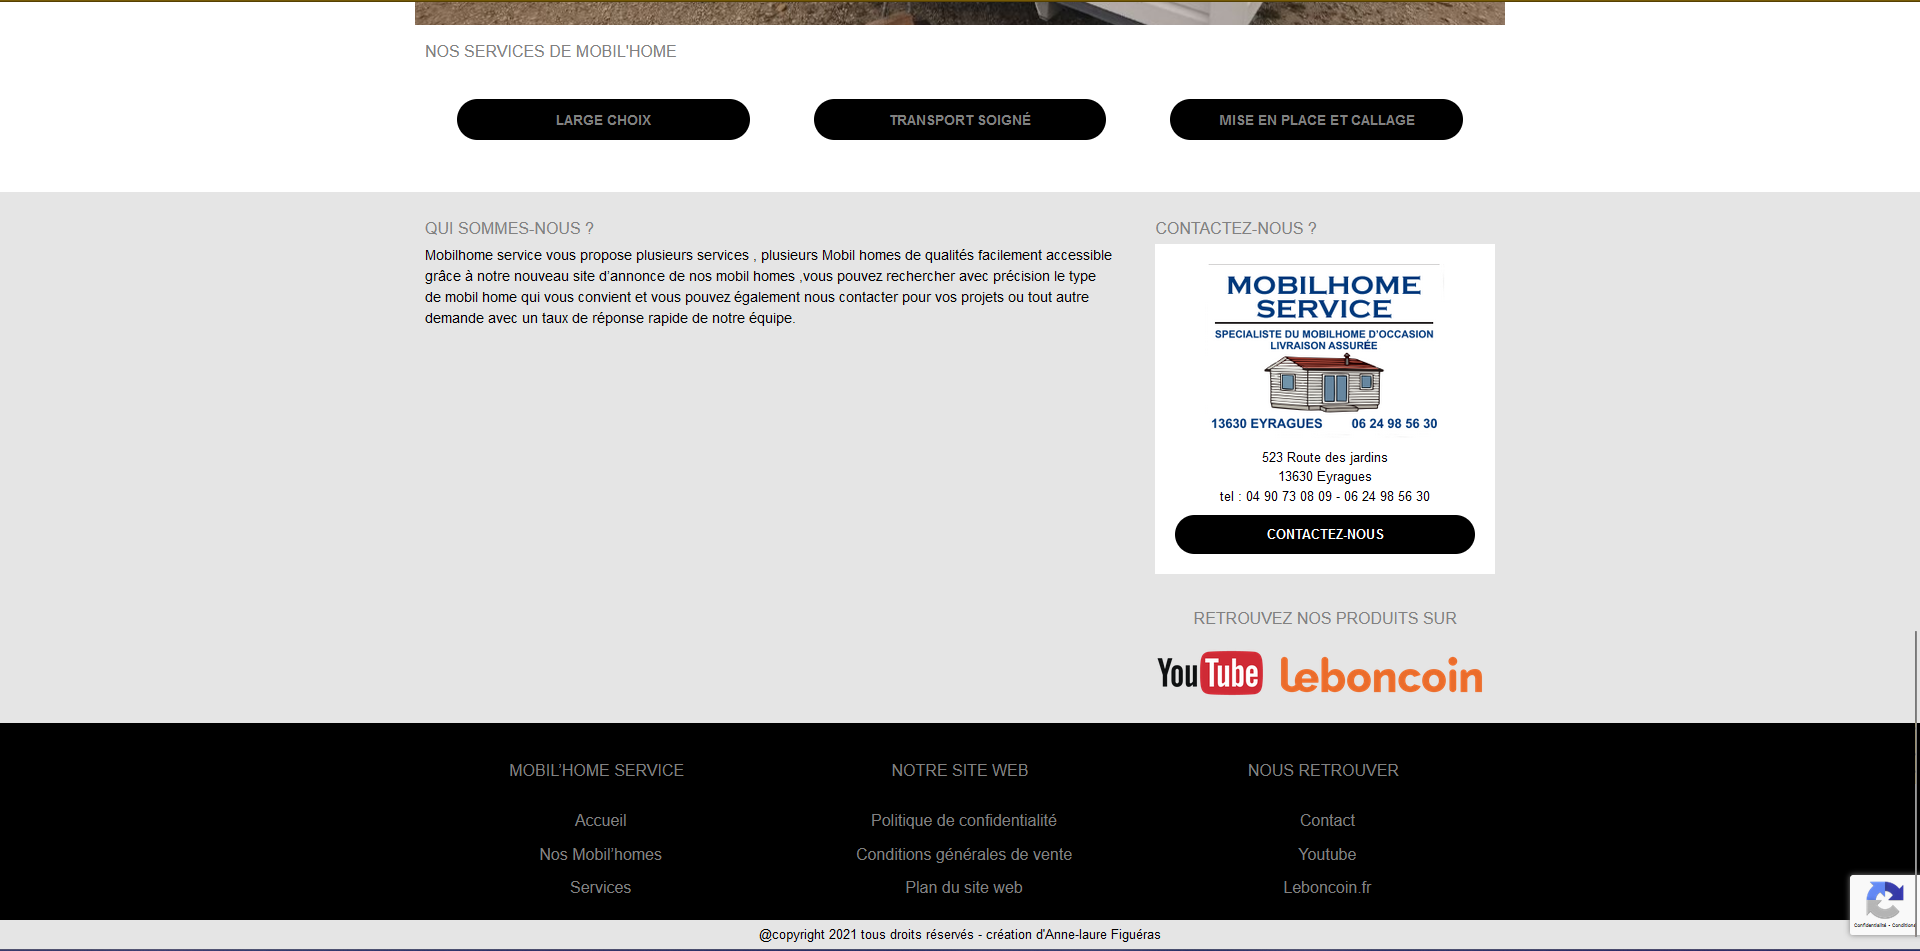 NOS SERVICES DE MOBIL'HOME
LARGE CHOIX
TRANSPORT SOIGNÉ
MISE EN PLACE ET CALLAGE
QUI SOMMES-NOUS ?
Mobilhome service vous propose plusieurs services , plusieurs Mobil homes de qualités facilement accessible
grâce à notre nouveau site d’annonce de nos mobil homes ,vous pouvez rechercher avec précision le type
de mobil home qui vous convient et vous pouvez également nous contacter pour vos projets ou tout autre
demande avec un taux de réponse rapide de notre équipe.
CONTACTEZ-NOUS ?
MOBILHOME
SERVICE
SPECIALISTE DU MOBILHOME D'OCCASION
LIVRAISON ASSURÉE
13630 EYRAGUES 06 24 98 56 30
523 Route des jardins
13630 Eyragues
tel : 04 90 73 08 09 - 06 24 98 56 30
CONTACTEZ-NOUS
RETROUVEZ NOS PRODUITS SUR
YouTube leboncoin
MOBIL’HOME SERVICE
Accueil
Nos Mobil’homes
Services
NOTRE SITE WEB
Politique de confidentialité
Conditions générales de vente
Plan du site web
NOUS RETROUVER
Contact
Youtube
Leboncoin.fr
Confidentialité - Conditions
@copyright 2021 tous droits réservés - création d'Anne-laure Figuéras